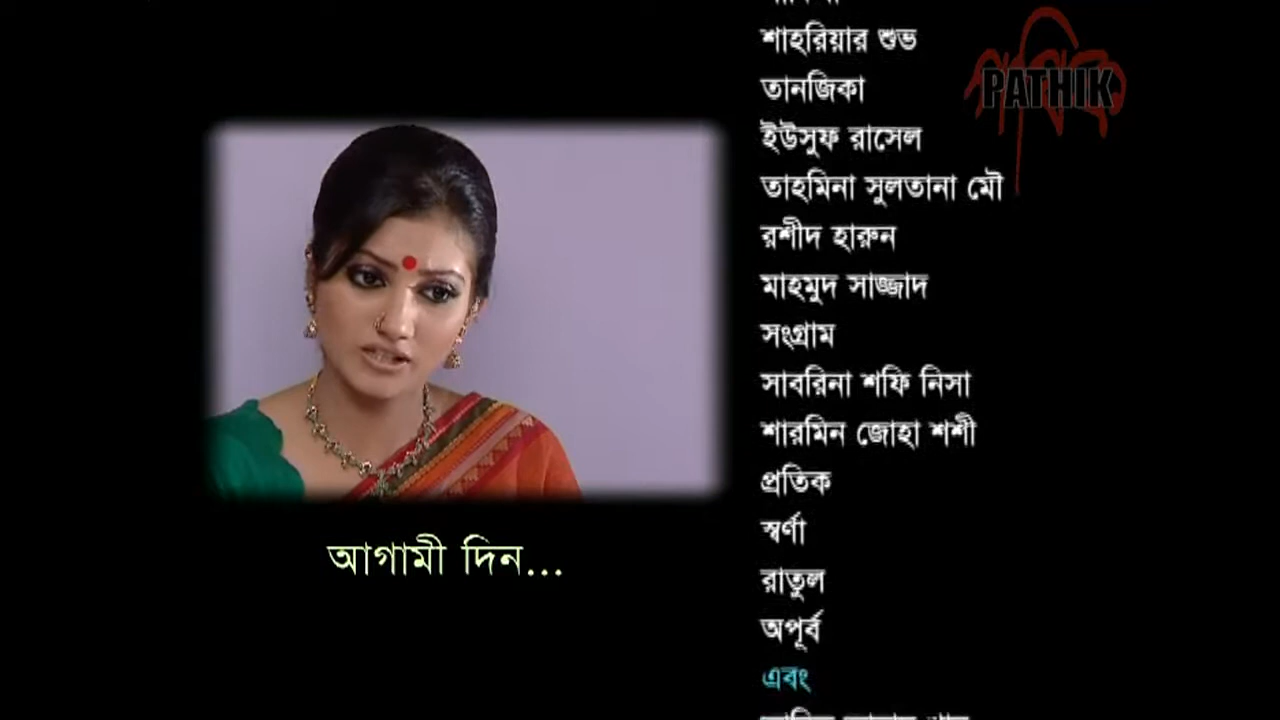 শাহরিয়ার শুভ
তানজিকা
ইউসুফ রাসেল
তাহমিনা সুলতানা মৌ
রশীদ হারুন
মাহমুদ সাজ্জাদ
সংগ্রাম
সাবরিনা শফি নিসা
শারমিন জোহা শশী
প্রতিক
স্বর্ণা
রাতুল
অপূর্ব
এবং
আগামী দিন...
PATHIK